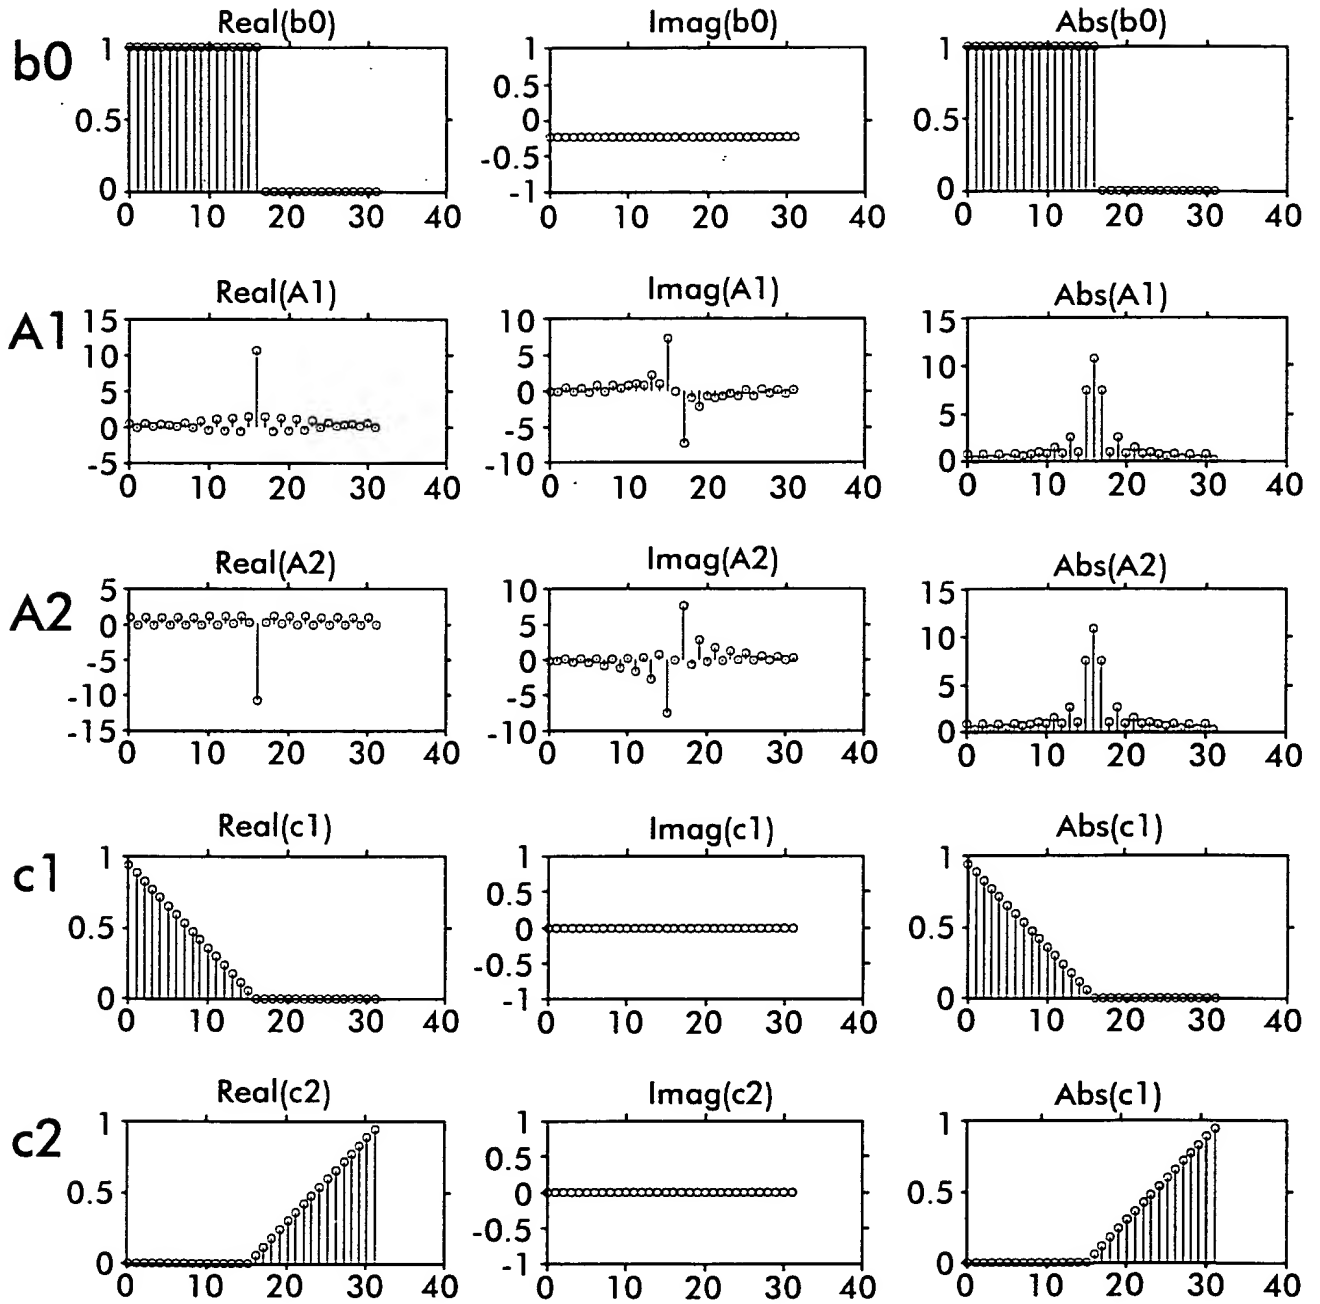 Real(b0) Imag(b0) Abs(b0)
b0
1 1 1
0.5
0.5 0 0.5
-0.5
0 -1 0
0 10 20 30 40 0 10 20 30 40 0 10 20 30 40
Real(A1) Imag(A1) Abs(A1)
A1
15 10 15
10 5 10
5 0 5
0 -5
-5 -10 0
0 10 20 30 40 0 10 20 30 40 0 10 20 30 40
Real(A2) Imag(A2) Abs(A2)
A2
5 10 15
0 5 10
-5 0
-10 -5 5
-15 -10 0
0 10 20 30 40 0 10 20 30 40 0 10 20 30 40
Real(c1) Imag(c1) Abs(c1)
c1
1 1 1
0.5
0.5 0 0.5
-0.5
0 -1 0
0 10 20 30 40 0 10 20 30 40 0 10 20 30 40
Real(c2) Imag(c2) Abs(c1)
c2
1 1 1
0.5
0.5 0 0.5
-0.5
0 -1 0
0 10 20 30 40 0 10 20 30 40 0 10 20 30 40